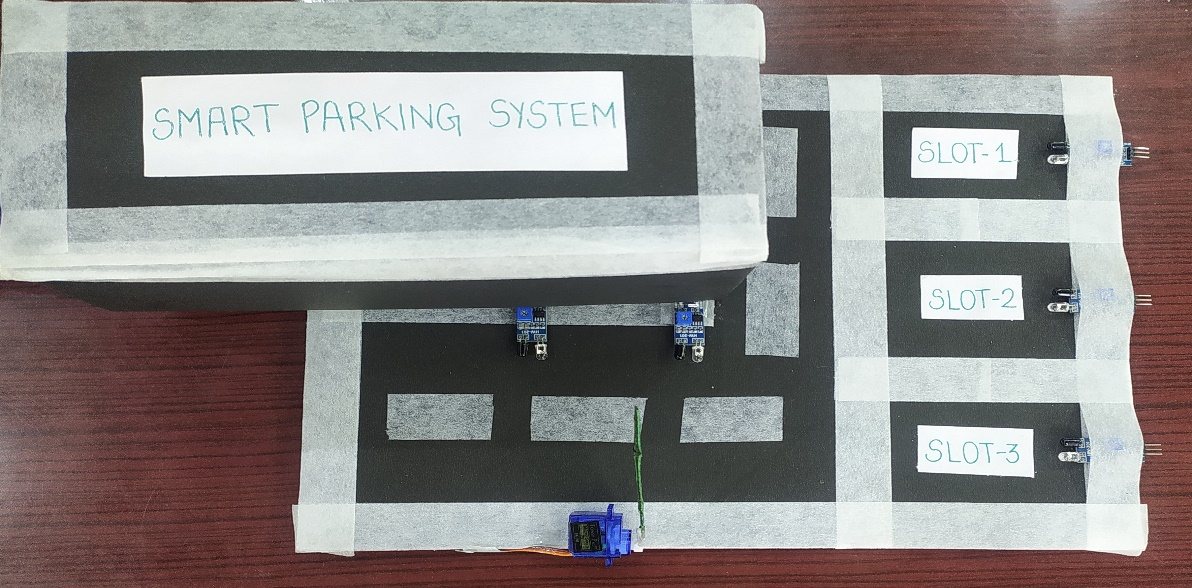 SMART PARKING SYSTEM
SLOT-1
SLOT-2
SLOT-3